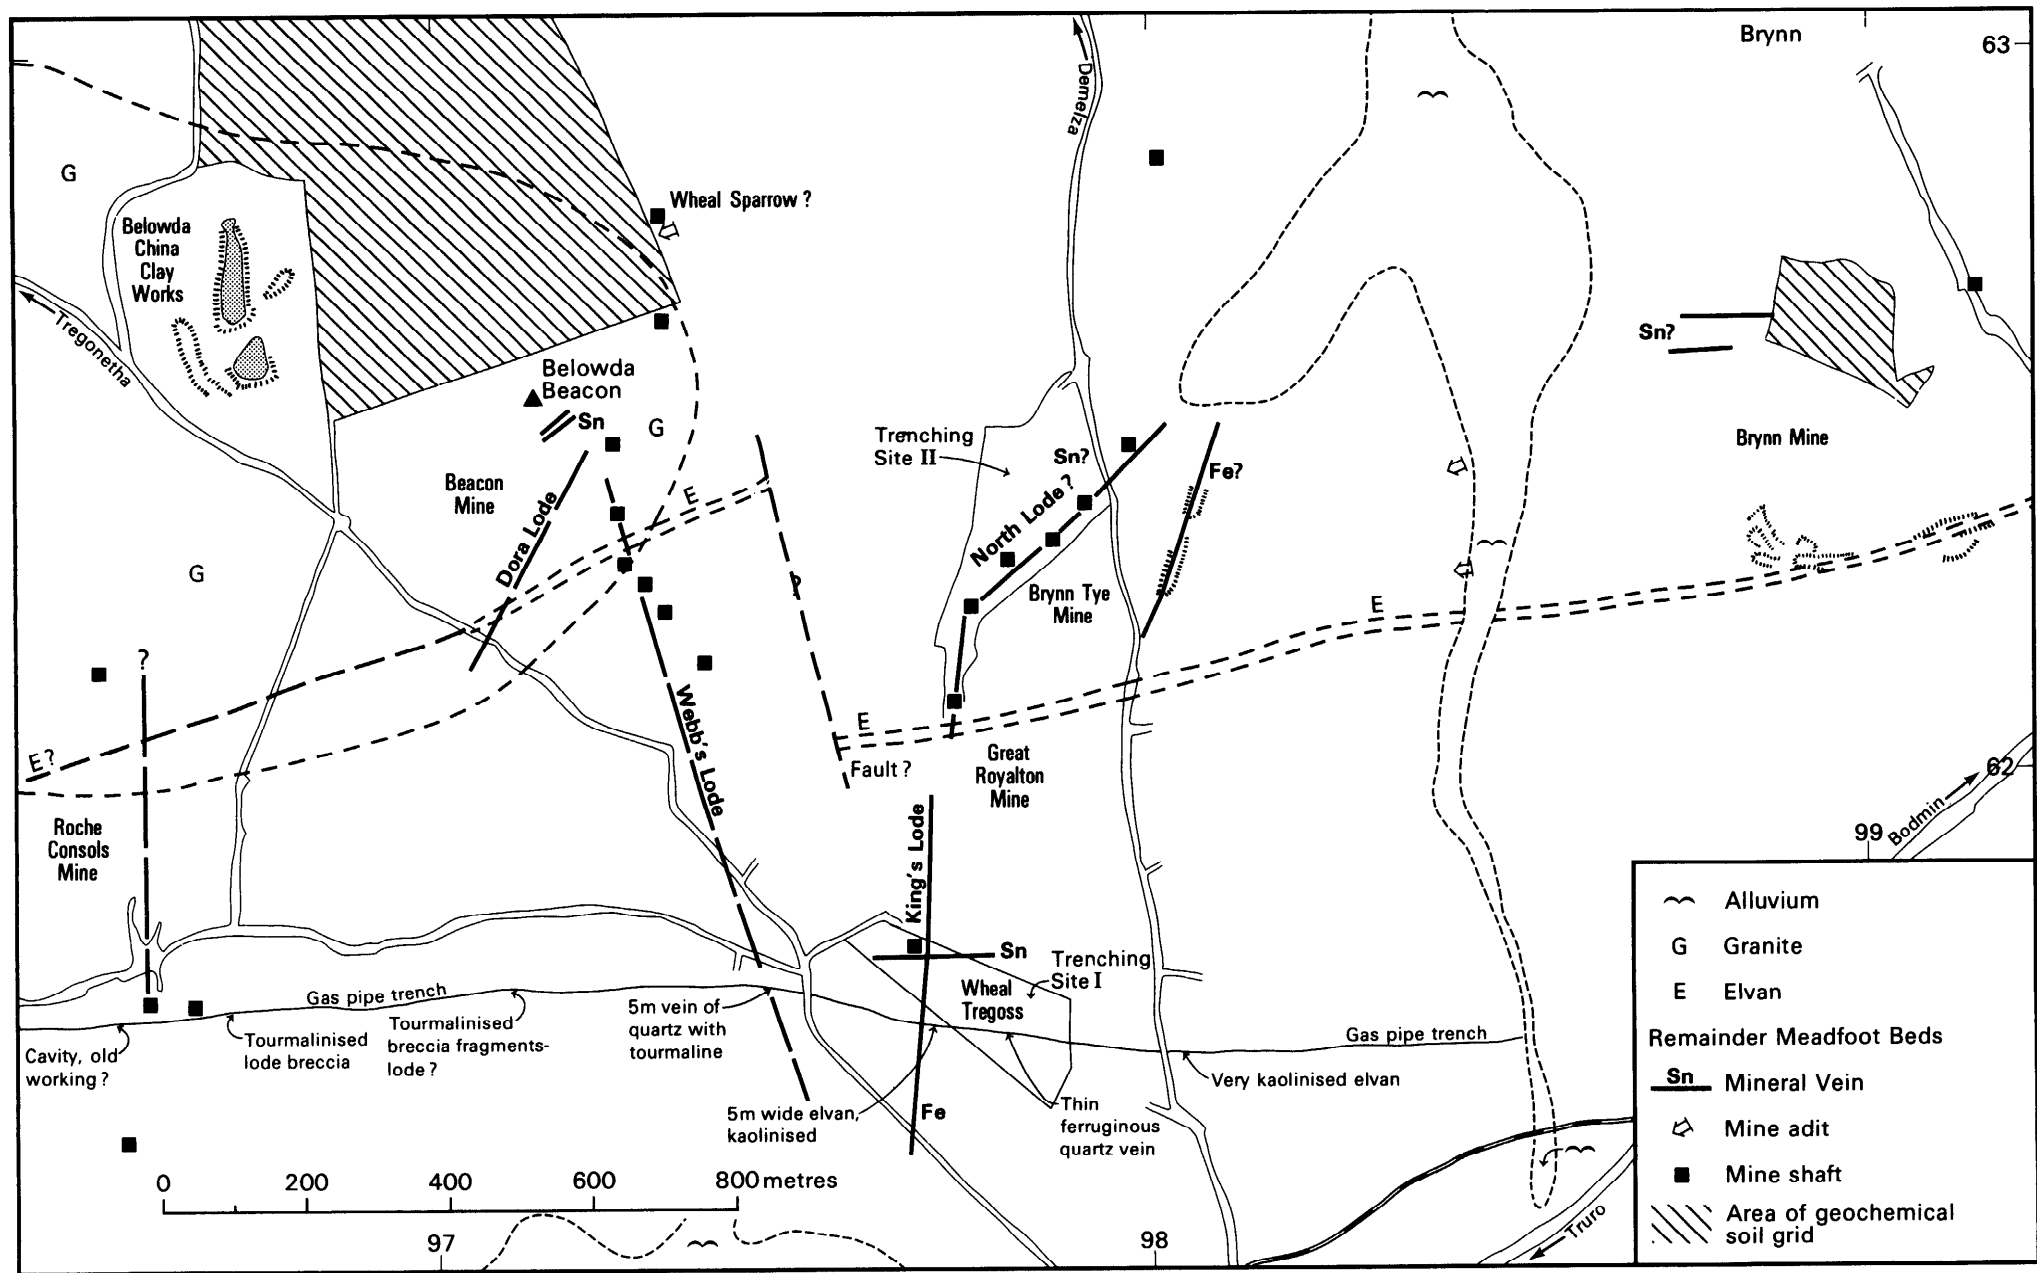 Brynn
63
Demelza
G
Wheal Sparrow ?
Belowda
China
Clay
Works
Tregonetha
Sn?
Belowda
Beacon
Sn
G
Trenching
Site II
Sn?
Fe?
Brynn Mine
Beacon
Mine
E
Dora Lode
North Lode ?
G
?
Brynn Tye
Mine
E
?
Webb's Lode
E
E ?
Fault ?
Great
Royalton
Mine
62
Roche
Consols
Mine
King's Lode
99
Bodmin
Sn
Trenching
Site I
Wheal
Tregoss
Gas pipe trench
5m vein of
quartz with
tourmaline
Tourmalinised
breccia fragments-
lode ?
Tourmalinised
lode breccia
Cavity, old
working ?
Gas pipe trench
Very kaolinised elvan
5m wide elvan,
kaolinised
Fe
Thin
ferruginous
quartz vein
0 200 400 600 800 metres
97
98
Truro
Alluvium
G Granite
E Elvan
Remainder Meadfoot Beds
Sn Mineral Vein
Mine adit
Mine shaft
Area of geochemical
soil grid